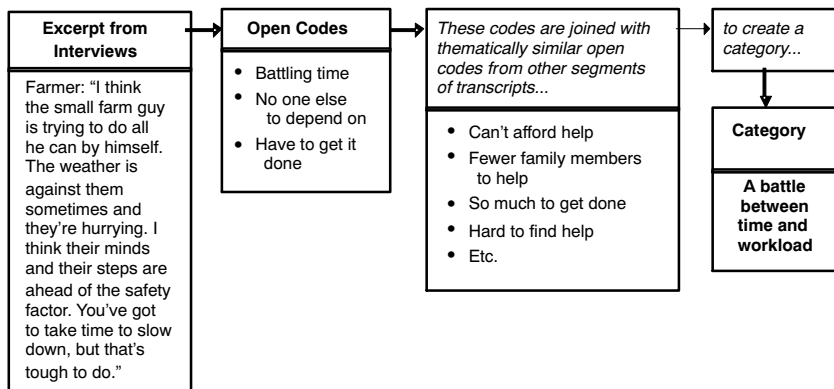 Excerpt from
Interviews
Farmer: “I think
the small farm guy
is trying to do all
he can by himself.
The weather is
against them
sometimes and
they’re hurrying. I
think their minds
and their steps are
ahead of the safety
factor. You’ve got
to take time to slow
down, but that’s
tough to do.”
Open Codes
• Battling time
• No one else
to depend on
• Have to get it
done
These codes are joined with
thematically similar open
codes from other segments
of transcripts...
• Can’t afford help
• Fewer family members
to help
• So much to get done
• Hard to find help
• Etc.
to create a
category...
Category
A battle
between
time and
workload